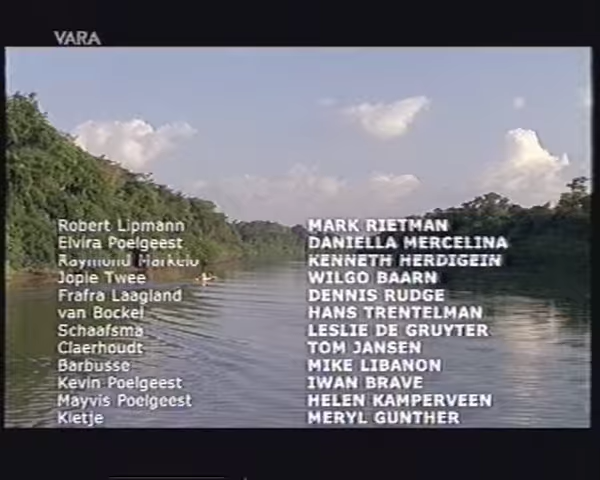 VARA
Robert Lipmann MARK RIETMAN
Elvira Poelgeest DANIELLA MERCELINA
Raymond Markelo KENNETH HERDIGEIN
Jopie Twee WILGO BAARN
Frafra Laagland DENNIS RUDGE
van Bockel HANS TRENTELMAN
Schaafsma LESLIE DE GRUYTER
Claerhoudt TOM JANSEN
Barbusse MIKE LIBANON
Kevin Poelgeest IWAN BRAVE
Mayvis Poelgeest HELEN KAMPERVEEN
Kletje MERYL GUNTHER